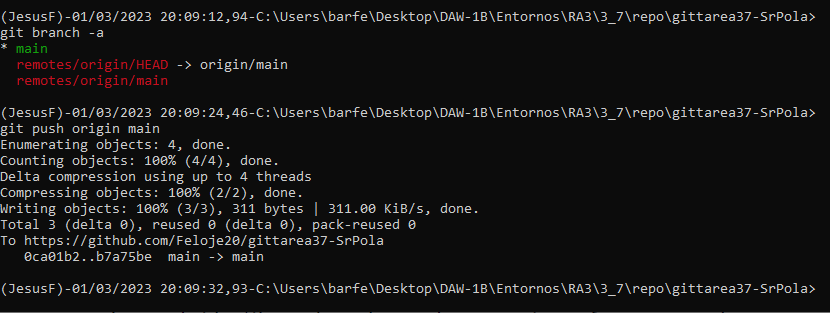 (JesusF)-01/03/2023 20:09:12,94-C:\Users\barfe\Desktop\DAW-1B\Entornos\RA3\3_7\repo\gittarea37-SrPola>
git branch -a
* main
  remotes/origin/HEAD -> origin/main
  remotes/origin/main
(JesusF)-01/03/2023 20:09:24,46-C:\Users\barfe\Desktop\DAW-1B\Entornos\RA3\3_7\repo\gittarea37-SrPola>
git push origin main
Enumerating objects: 4, done.
Counting objects: 100% (4/4), done.
Delta compression using up to 4 threads
Compressing objects: 100% (2/2), done.
Writing objects: 100% (3/3), 311 bytes | 311.00 KiB/s, done.
Total 3 (delta 0), reused 0 (delta 0), pack-reused 0
To https://github.com/Feloje20/gittarea37-SrPola
   0ca01b2..b7a75be  main -> main
(JesusF)-01/03/2023 20:09:32,93-C:\Users\barfe\Desktop\DAW-1B\Entornos\RA3\3_7\repo\gittarea37-SrPola>